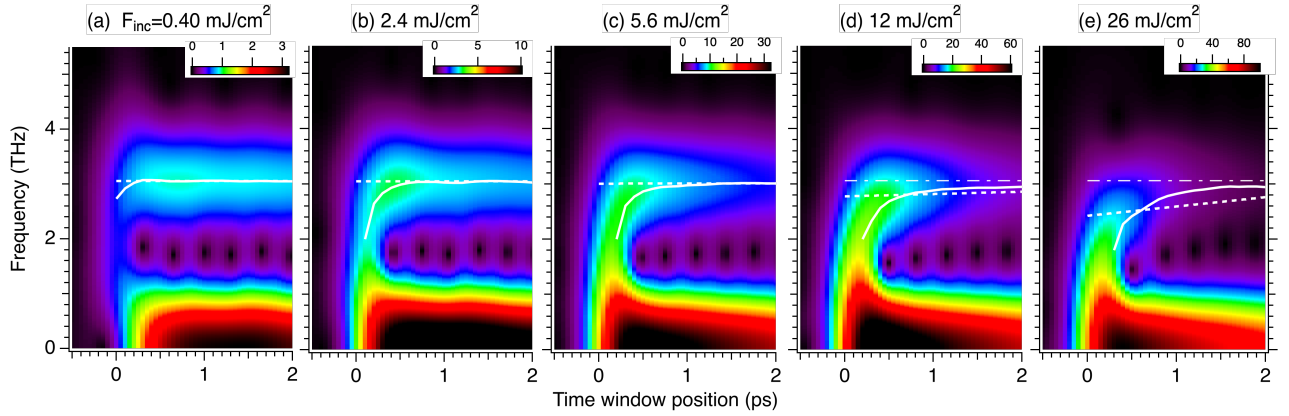 (a) F_inc=0.40 mJ/cm²
(b) 2.4 mJ/cm²
(c) 5.6 mJ/cm²
(d) 12 mJ/cm²
(e) 26 mJ/cm²
0 1 2 3
0 5 10
0 10 20 30
0 20 40 60
0 40 80
Frequency (THz)
4
2
0
0 1 2
0 1 2
0 1 2
0 1 2
0 1 2
Time window position (ps)